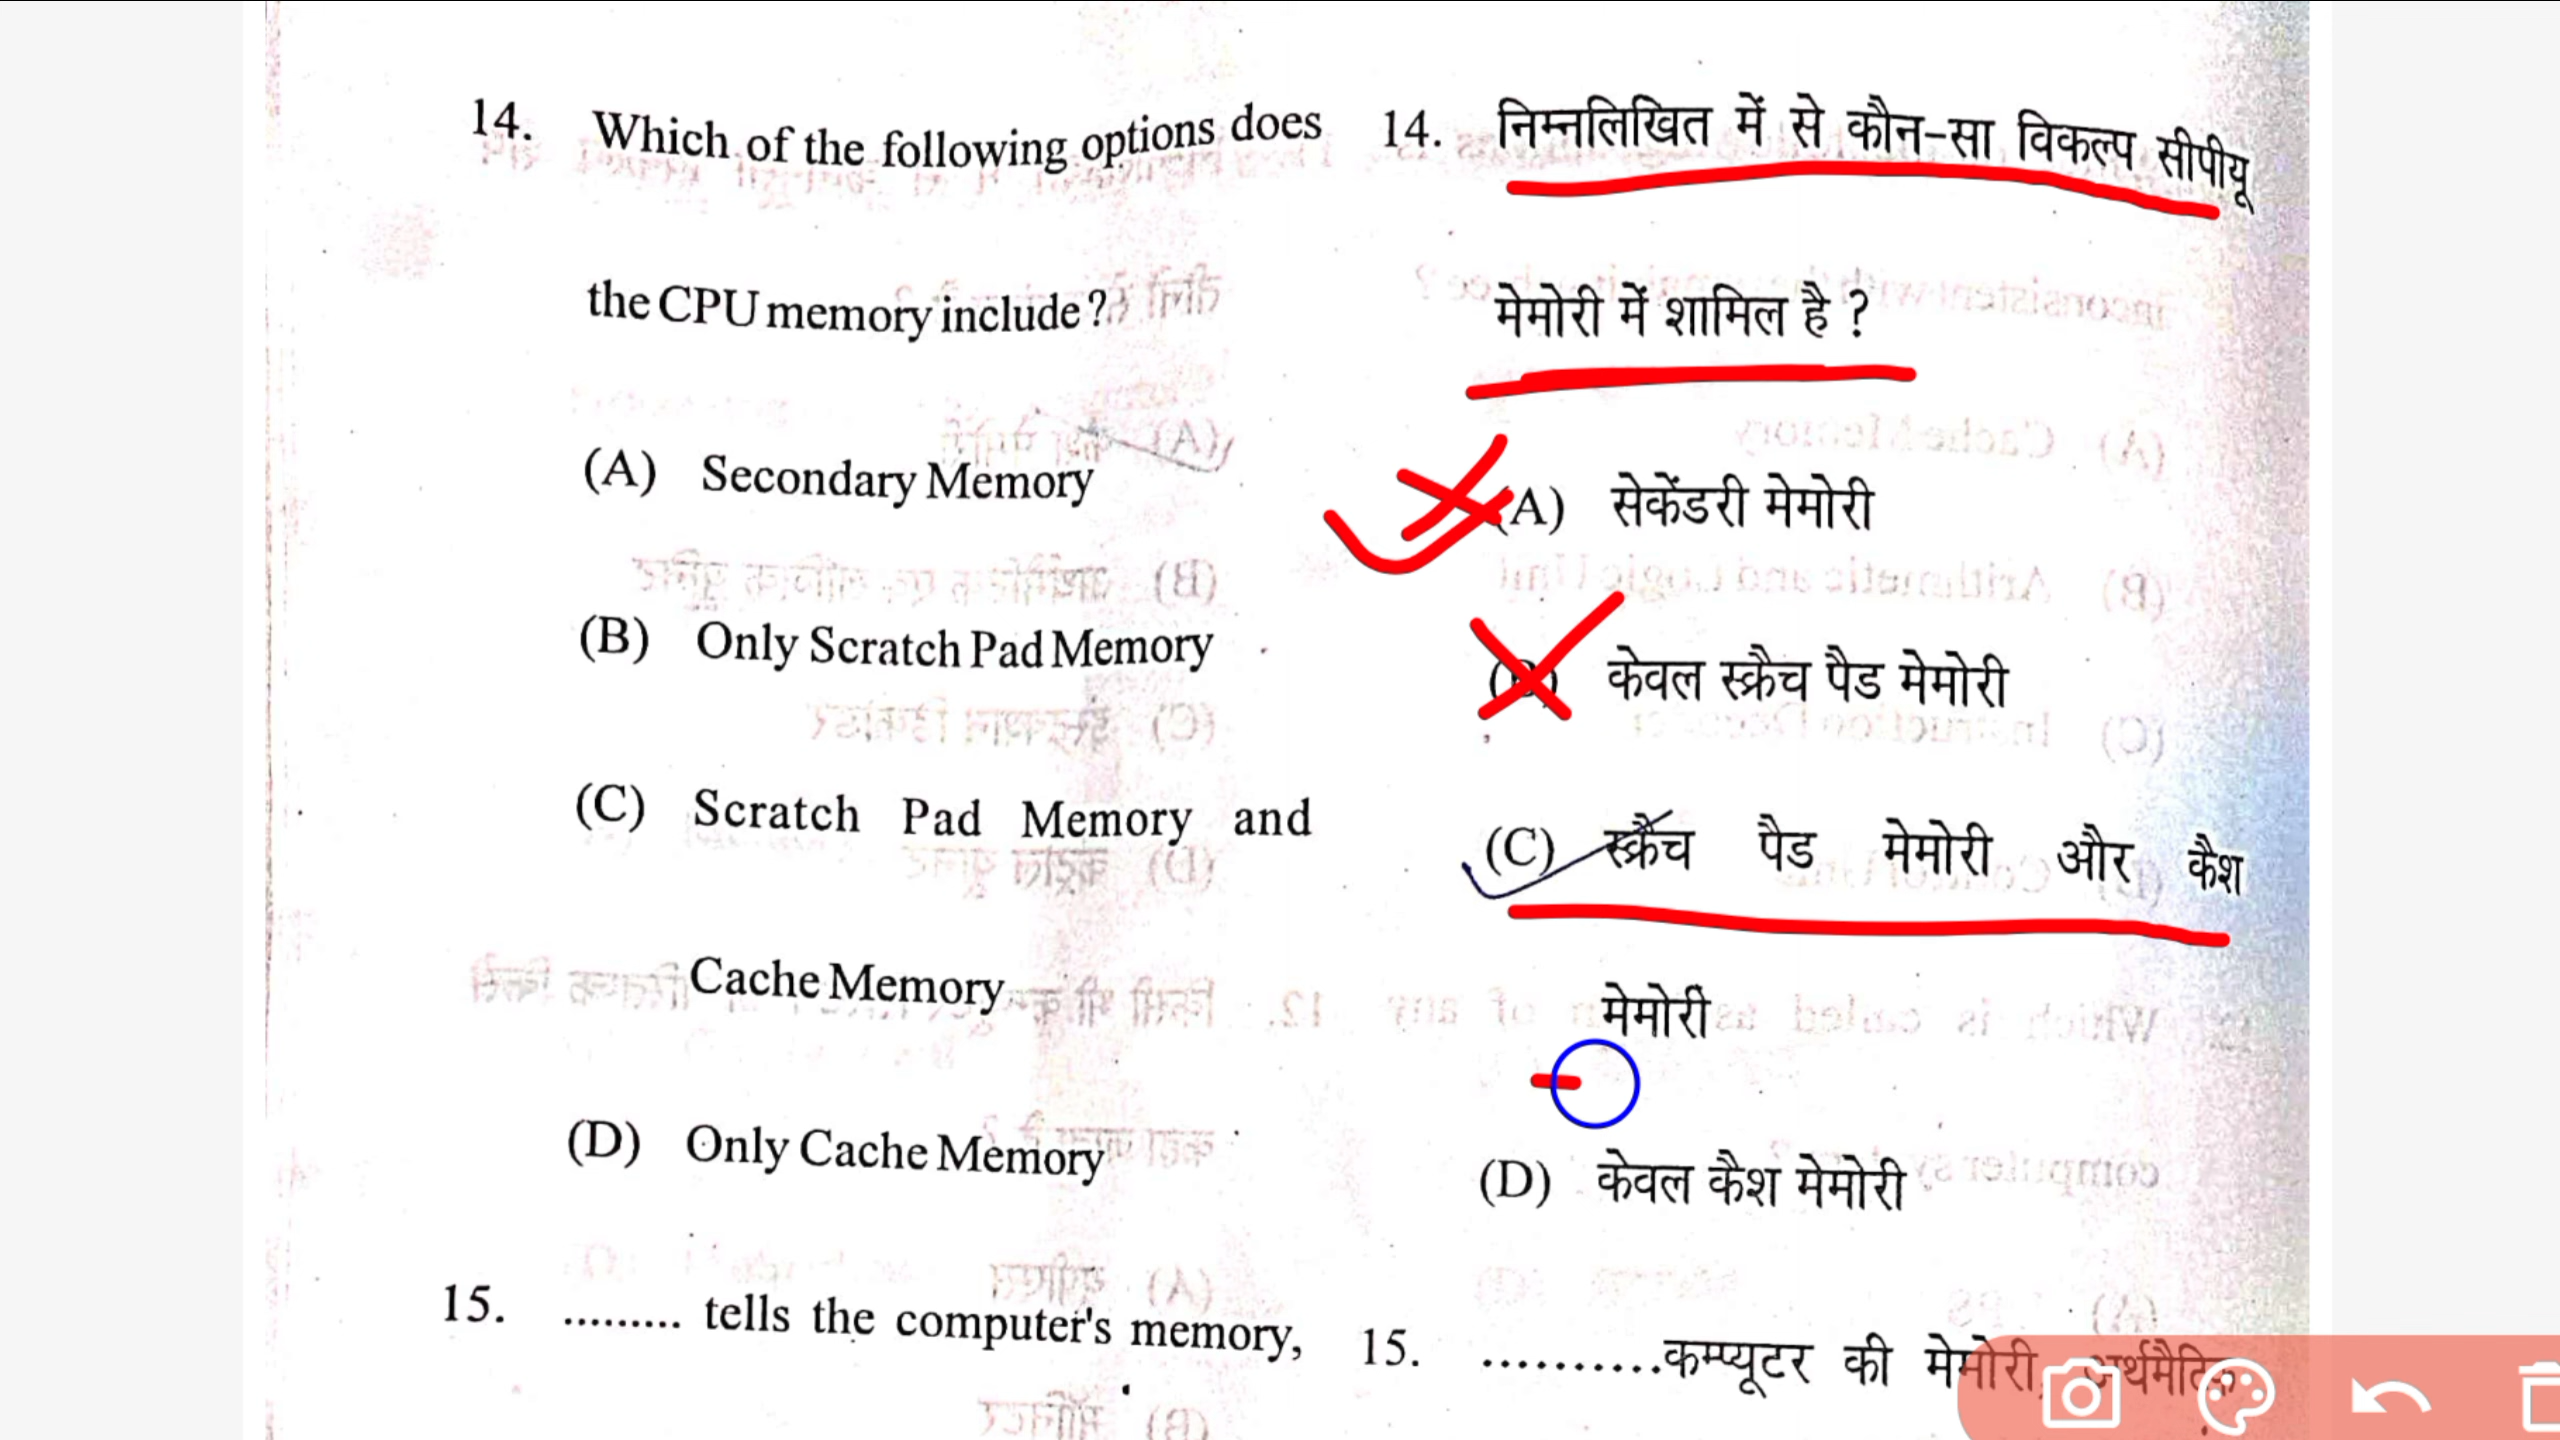 14. Which of the following options does
the CPU memory include?
(A) Secondary Memory
(B) Only Scratch Pad Memory
(C) Scratch Pad Memory and
Cache Memory
(D) Only Cache Memory
15. ......... tells the computer's memory,
14. निम्नलिखित में से कौन-सा विकल्प सीपीयू
मेमोरी में शामिल है ?
(A) सेकेंडरी मेमोरी
केवल स्क्रैच पैड मेमोरी
(C) स्क्रैच पैड मेमोरी और कैश
मेमोरी
(D) केवल कैश मेमोरी
15. ..........कम्प्यूटर की मेमोरी, अर्थमैटिक